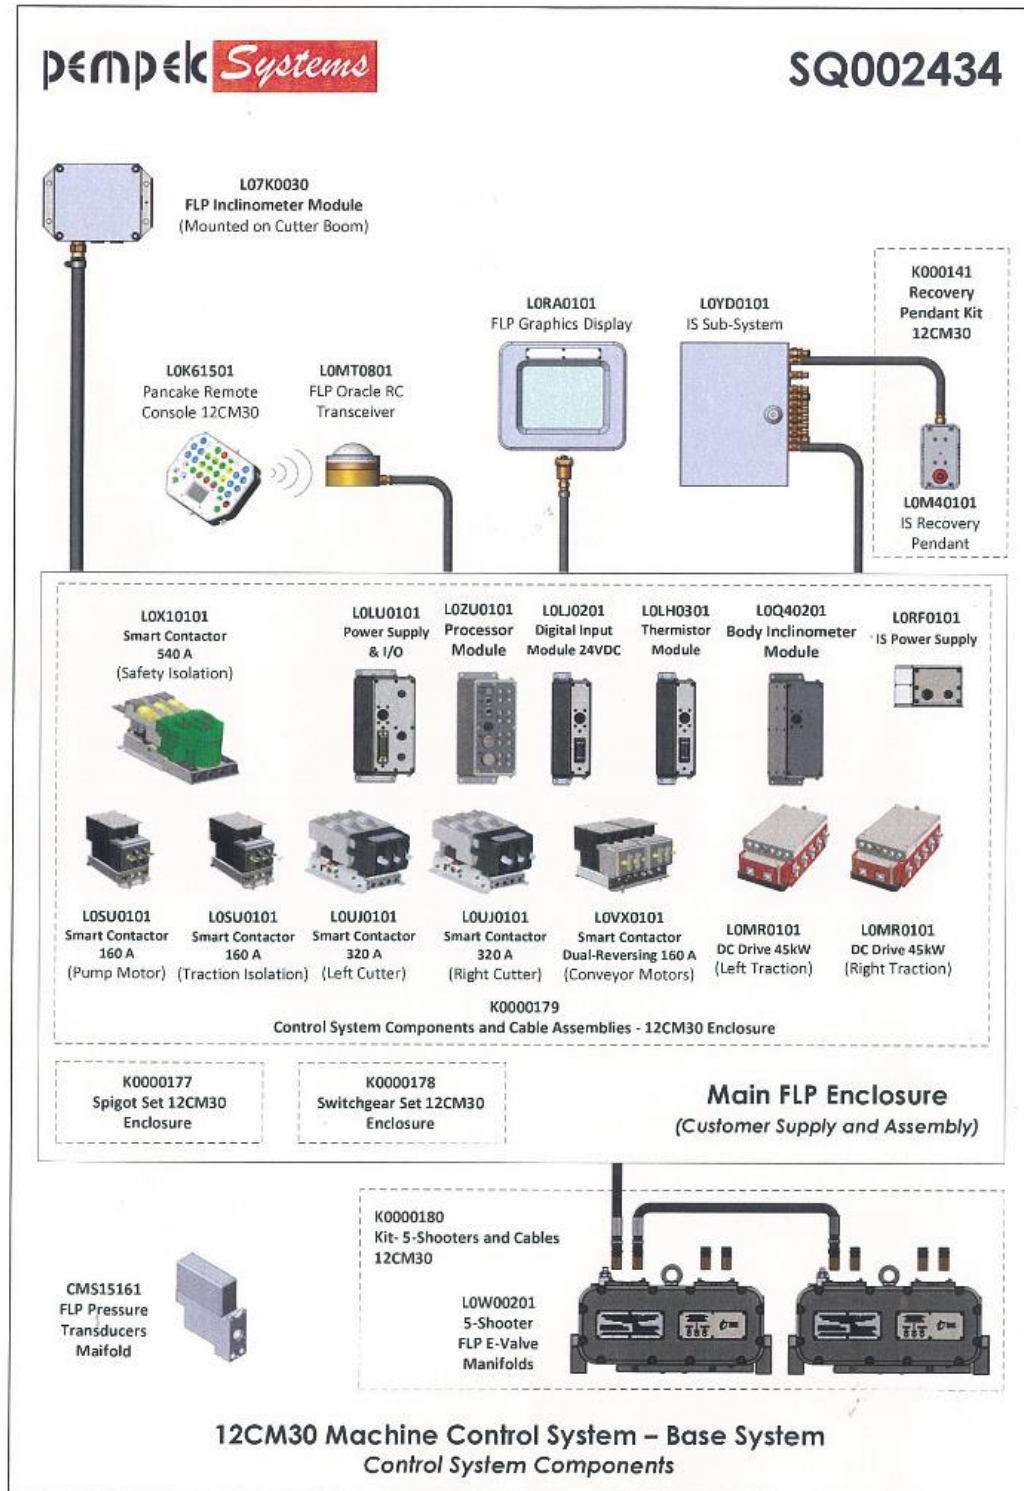 pempek Systems
SQ002434
L07K0030
FLP Inclinometer Module
(Mounted on Cutter Boom)
K000141
Recovery
Pendant Kit
12CM30
L0RA0101
FLP Graphics Display
L0YD0101
IS Sub-System
L0K61501
Pancake Remote
Console 12CM30
L0MT0801
FLP Oracle RC
Transceiver
L0M40101
IS Recovery
Pendant
L0X10101
Smart Contactor
540 A
(Safety Isolation)
L0LU0101
Power Supply
& I/O
L0ZU0101
Processor
Module
L0LJ0201
Digital Input
Module 24VDC
L0LH0301
Thermistor
Module
L0Q40201
Body Inclinometer
Module
L0RF0101
IS Power Supply
L0SU0101
Smart Contactor
160 A
(Pump Motor)
L0SU0101
Smart Contactor
160 A
(Traction Isolation)
L0UJ0101
Smart Contactor
320 A
(Left Cutter)
L0UJ0101
Smart Contactor
320 A
(Right Cutter)
L0VX0101
Smart Contactor
Dual-Reversing 160 A
(Conveyor Motors)
L0MR0101
DC Drive 45kW
(Left Traction)
L0MR0101
DC Drive 45kW
(Right Traction)
K0000179
Control System Components and Cable Assemblies - 12CM30 Enclosure
K0000177
Spigot Set 12CM30
Enclosure
K0000178
Switchgear Set 12CM30
Enclosure
Main FLP Enclosure
(Customer Supply and Assembly)
K0000180
Kit- 5-Shooters and Cables
12CM30
CMS15161
FLP Pressure
Transducers
Maifold
L0W00201
5-Shooter
FLP E-Valve
Manifolds
12CM30 Machine Control System – Base System
Control System Components